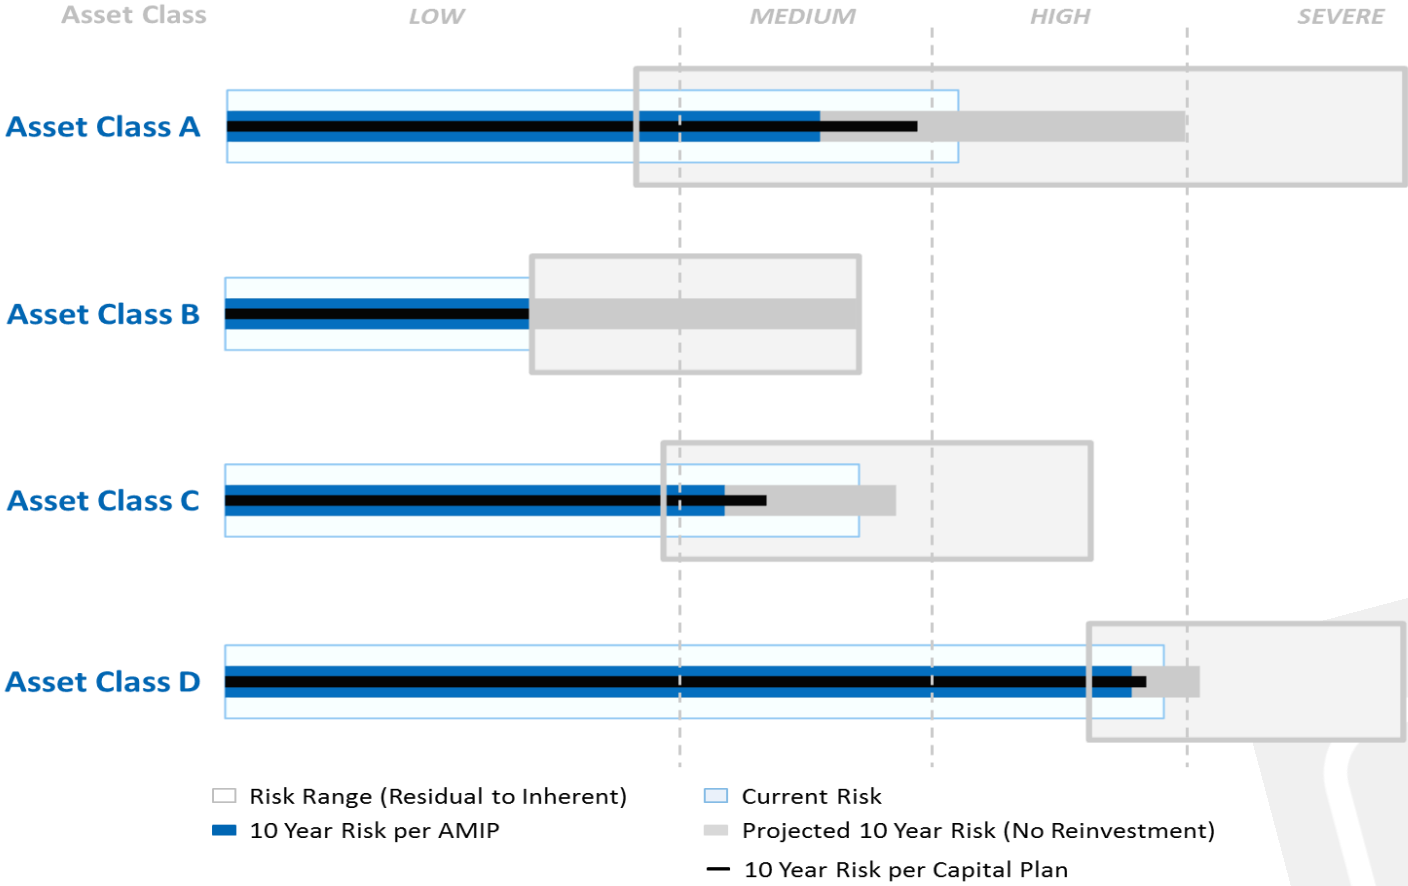 Asset Class LOW MEDIUM HIGH SEVERE
Asset Class A
Asset Class B
Asset Class C
Asset Class D
Risk Range (Residual to Inherent) Current Risk
10 Year Risk per AMIP Projected 10 Year Risk (No Reinvestment)
10 Year Risk per Capital Plan